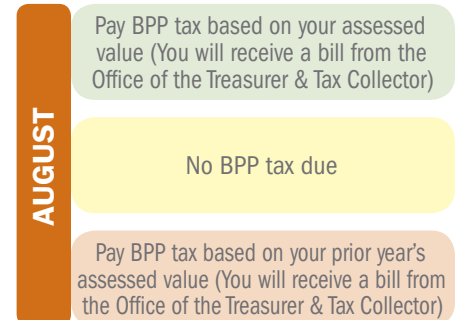 AUGUST
Pay BPP tax based on your assessed
value (You will receive a bill from the
Office of the Treasurer & Tax Collector)
No BPP tax due
Pay BPP tax based on your prior year's
assessed value (You will receive a bill from
the Office of the Treasurer & Tax Collector)